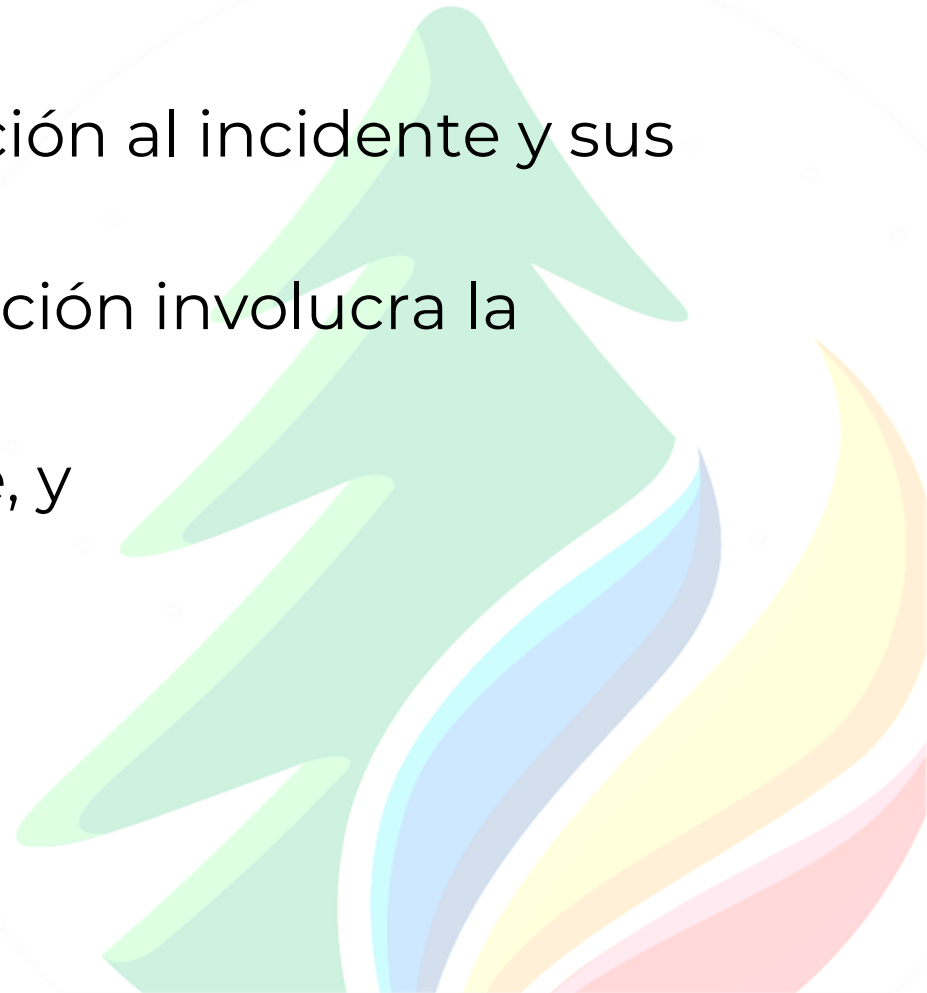 ción al incidente y sus
ción involucra la
, y